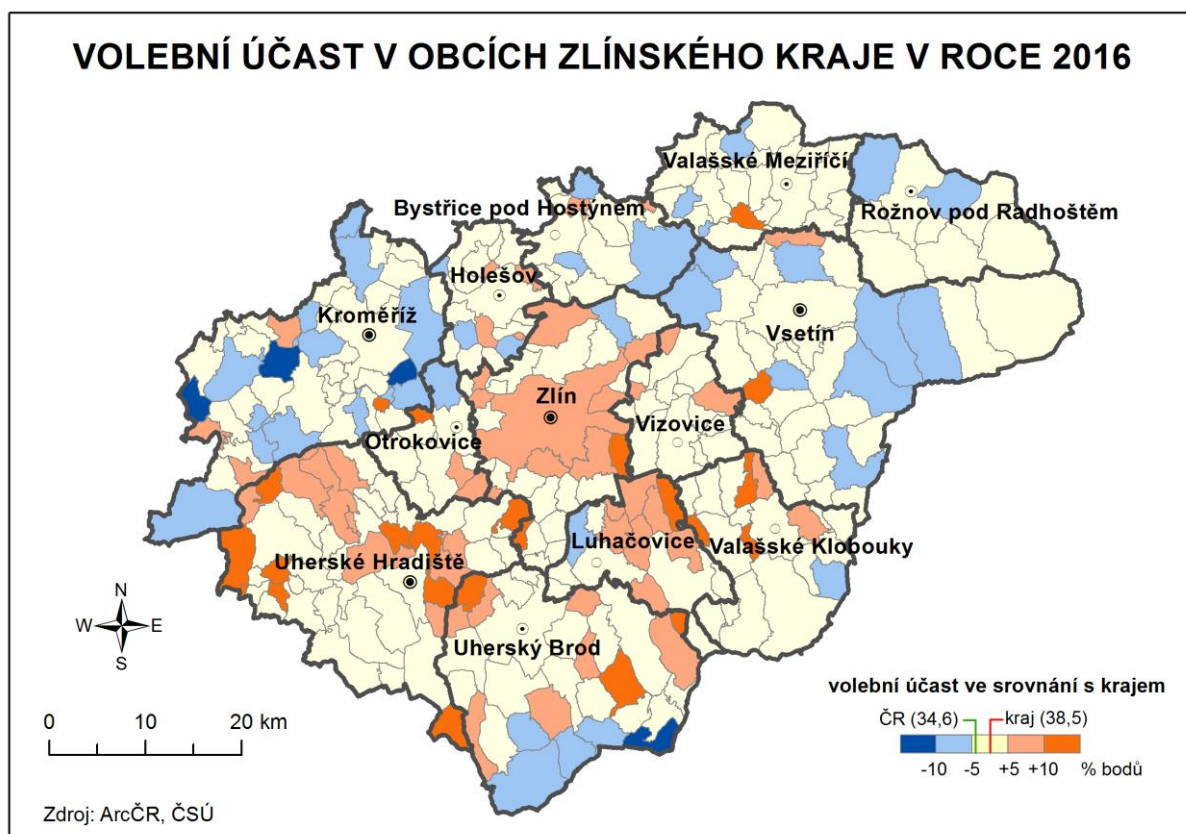 VOLEBNÍ ÚČAST V OBCÍCH ZLÍNSKÉHO KRAJE V ROCE 2016
Valašské Meziříčí
Rožnov pod Radhoštěm
Bystřice pod Hostýnem
Holešov
Kroměříž
Vsetín
Zlín
Vizovice
Otrokovice
Luhačovice
Valašské Klobouky
Uherské Hradiště
Uherský Brod
N
W E
S
0 10 20 km
volební účast ve srovnání s krajem
ČR (34,6) kraj (38,5)
-10 -5 +5 +10 % bodů
Zdroj: ArcČR, ČSÚ